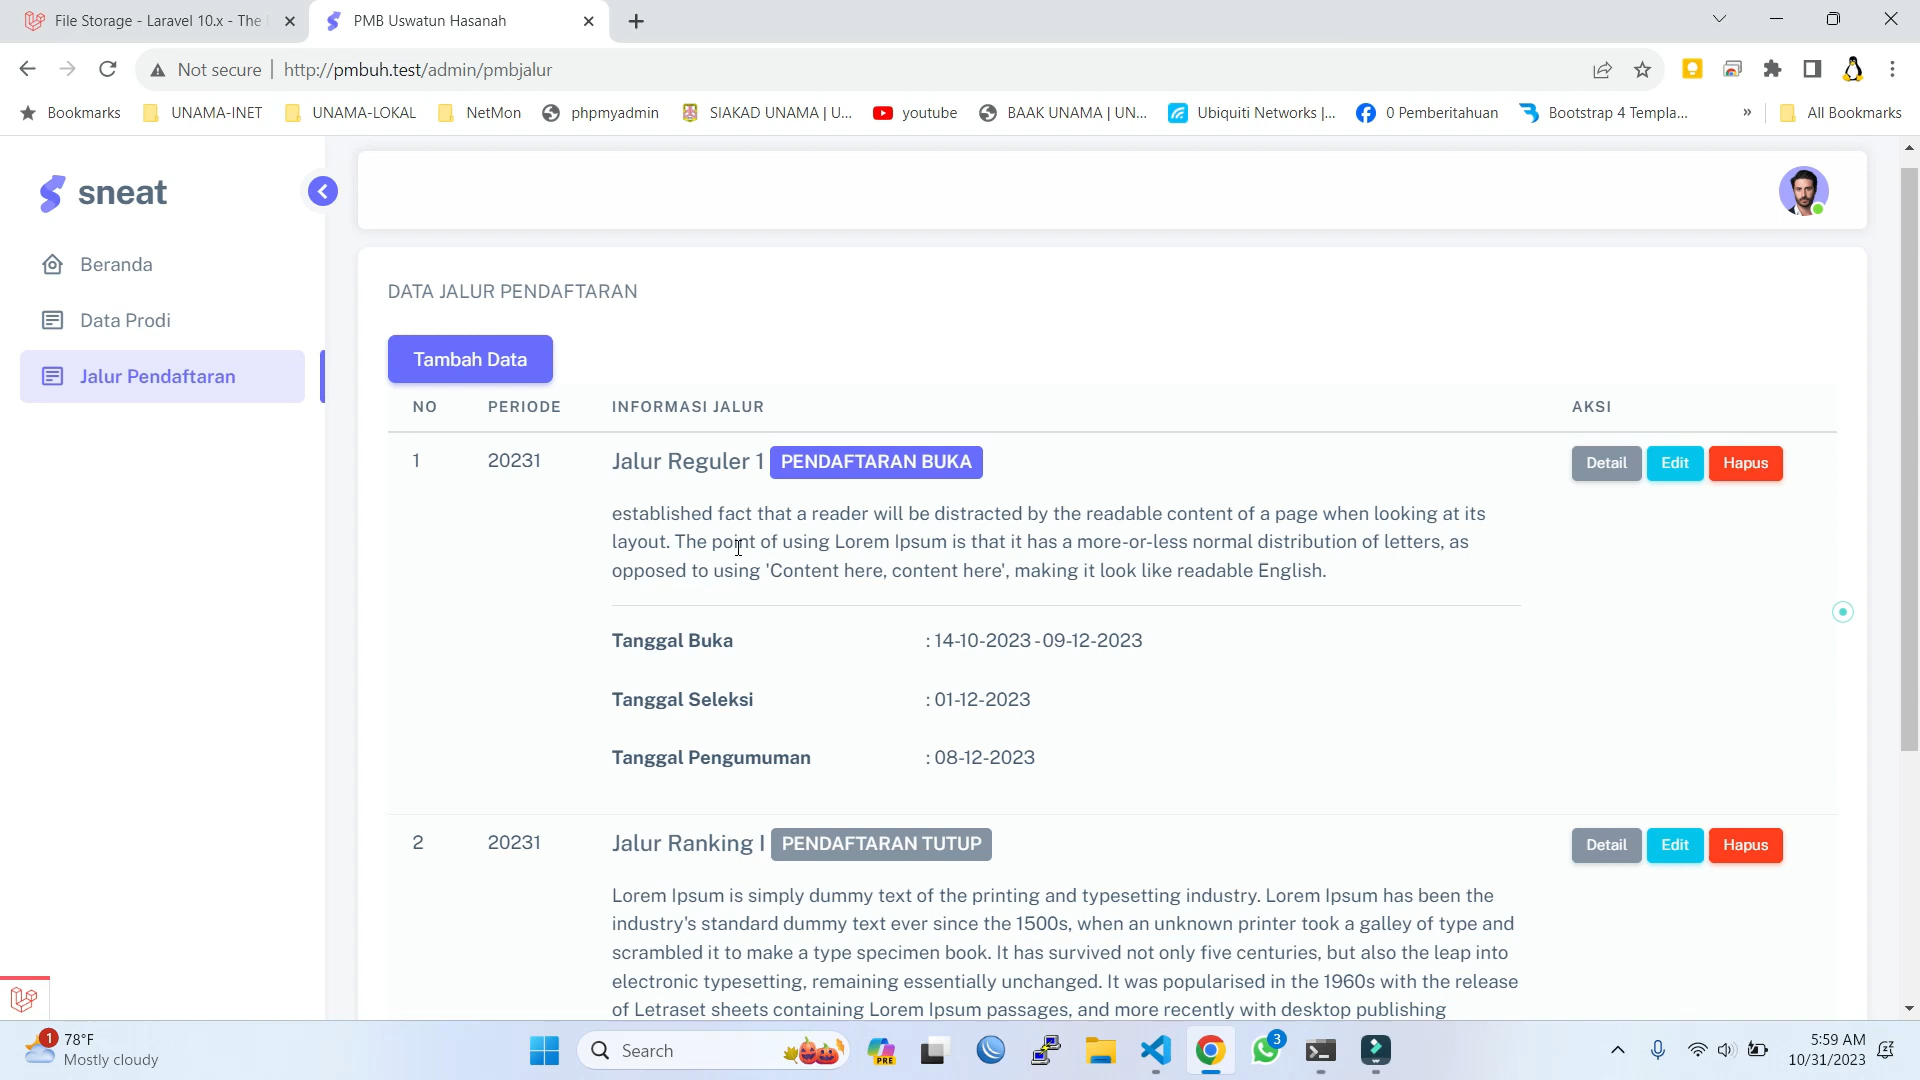 File Storage - Laravel 10.x - The
PMB Uswatun Hasanah
Not secure
http://pmbuh.test/admin/pmbjalur
Bookmarks
UNAMA-INET
UNAMA-LOKAL
NetMon
phpmyadmin
SIAKAD UNAMA | U...
youtube
BAAK UNAMA | UN...
Ubiquiti Networks |...
0 Pemberitahuan
Bootstrap 4 Templa...
»
All Bookmarks
sneat
Beranda
Data Prodi
Jalur Pendaftaran
DATA JALUR PENDAFTARAN
Tambah Data
NO PERIODE INFORMASI JALUR AKSI
1 20231 Jalur Reguler 1 PENDAFTARAN BUKA Detail Edit Hapus
established fact that a reader will be distracted by the readable content of a page when looking at its
layout. The point of using Lorem Ipsum is that it has a more-or-less normal distribution of letters, as
opposed to using 'Content here, content here', making it look like readable English.
Tanggal Buka : 14-10-2023 - 09-12-2023
Tanggal Seleksi : 01-12-2023
Tanggal Pengumuman : 08-12-2023
2 20231 Jalur Ranking I PENDAFTARAN TUTUP Detail Edit Hapus
Lorem Ipsum is simply dummy text of the printing and typesetting industry. Lorem Ipsum has been the
industry's standard dummy text ever since the 1500s, when an unknown printer took a galley of type and
scrambled it to make a type specimen book. It has survived not only five centuries, but also the leap into
electronic typesetting, remaining essentially unchanged. It was popularised in the 1960s with the release
of Letraset sheets containing Lorem Ipsum passages, and more recently with desktop publishing
1
78°F
Mostly cloudy
Search
PRE
3
5:59 AM
10/31/2023